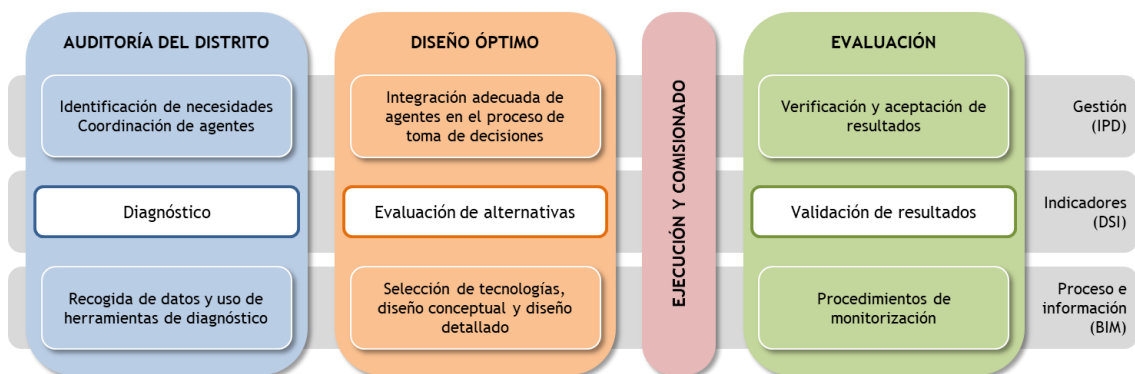 AUDITORÍA DEL DISTRITO
Identificación de necesidades
Coordinación de agentes
Diagnóstico
Recogida de datos y uso de
herramientas de diagnóstico
DISEÑO ÓPTIMO
Integración adecuada de
agentes en el proceso de
toma de decisiones
Evaluación de alternativas
Selección de tecnologías,
diseño conceptual y diseño
detallado
EJECUCIÓN Y COMISIONADO
EVALUACIÓN
Verificación y aceptación de
resultados
Validación de resultados
Procedimientos de
monitorización
Gestión
(IPD)
Indicadores
(DSI)
Proceso e
información
(BIM)